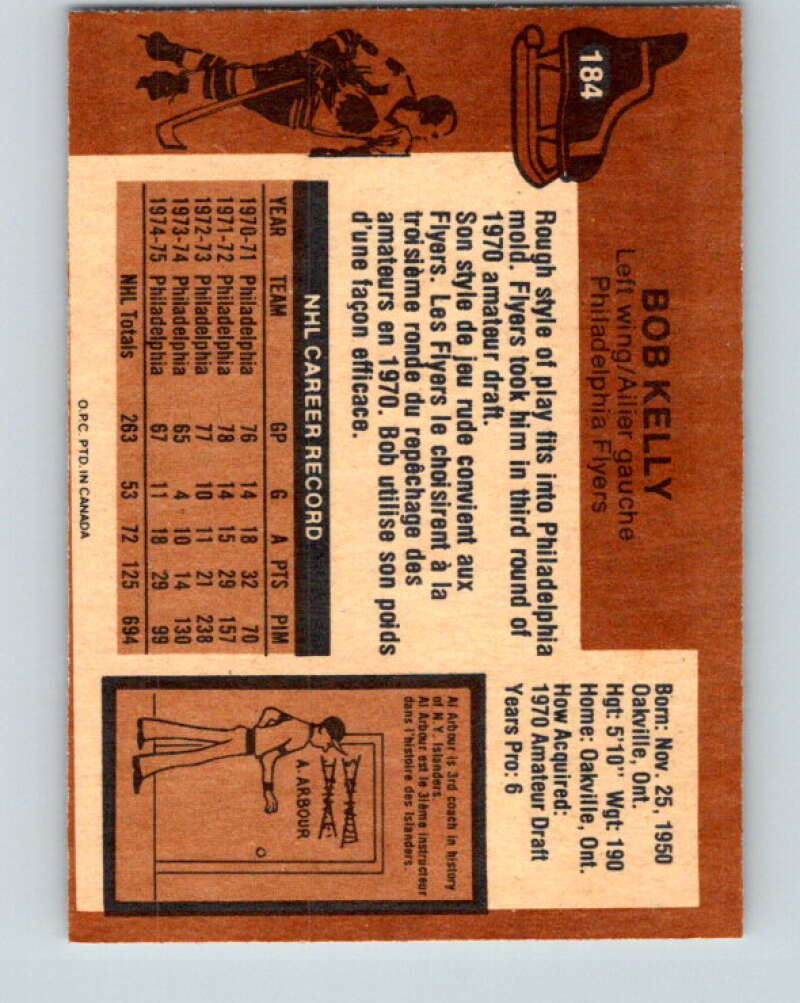 184
BOB KELLY
Left wing/Ailier gauche
Philadelphia Flyers
Born: Nov. 25, 1950
Oakville, Ont.
Hgt: 5'10" Wgt: 190
Home: Oakville, Ont.
How Acquired:
1970 Amateur Draft
Years Pro: 6
Rough style of play fits into Philadelphia
mold. Flyers took him in third round of
1970 amateur draft.
Son style de jeu rude convient aux
Flyers. Les Flyers le choisirent à la
troisième ronde du repêchage des
amateurs en 1970. Bob utilise son poids
d'une façon efficace.
NHL CAREER RECORD
YEAR TEAM GP G A PTS PIM
1970-71 Philadelphia 76 14 18 32 70
1971-72 Philadelphia 78 14 15 29 157
1972-73 Philadelphia 77 10 11 21 238
1973-74 Philadelphia 65 4 10 14 130
1974-75 Philadelphia 67 11 18 29 99
NHL Totals 263 53 72 125 694
Al Arbour is 3rd coach in history
of N.Y. Islanders.
Al Arbour est le 3ième instructeur
dans l'histoire des Islanders.
A. ARBOUR
O.P.C. PTD. IN CANADA